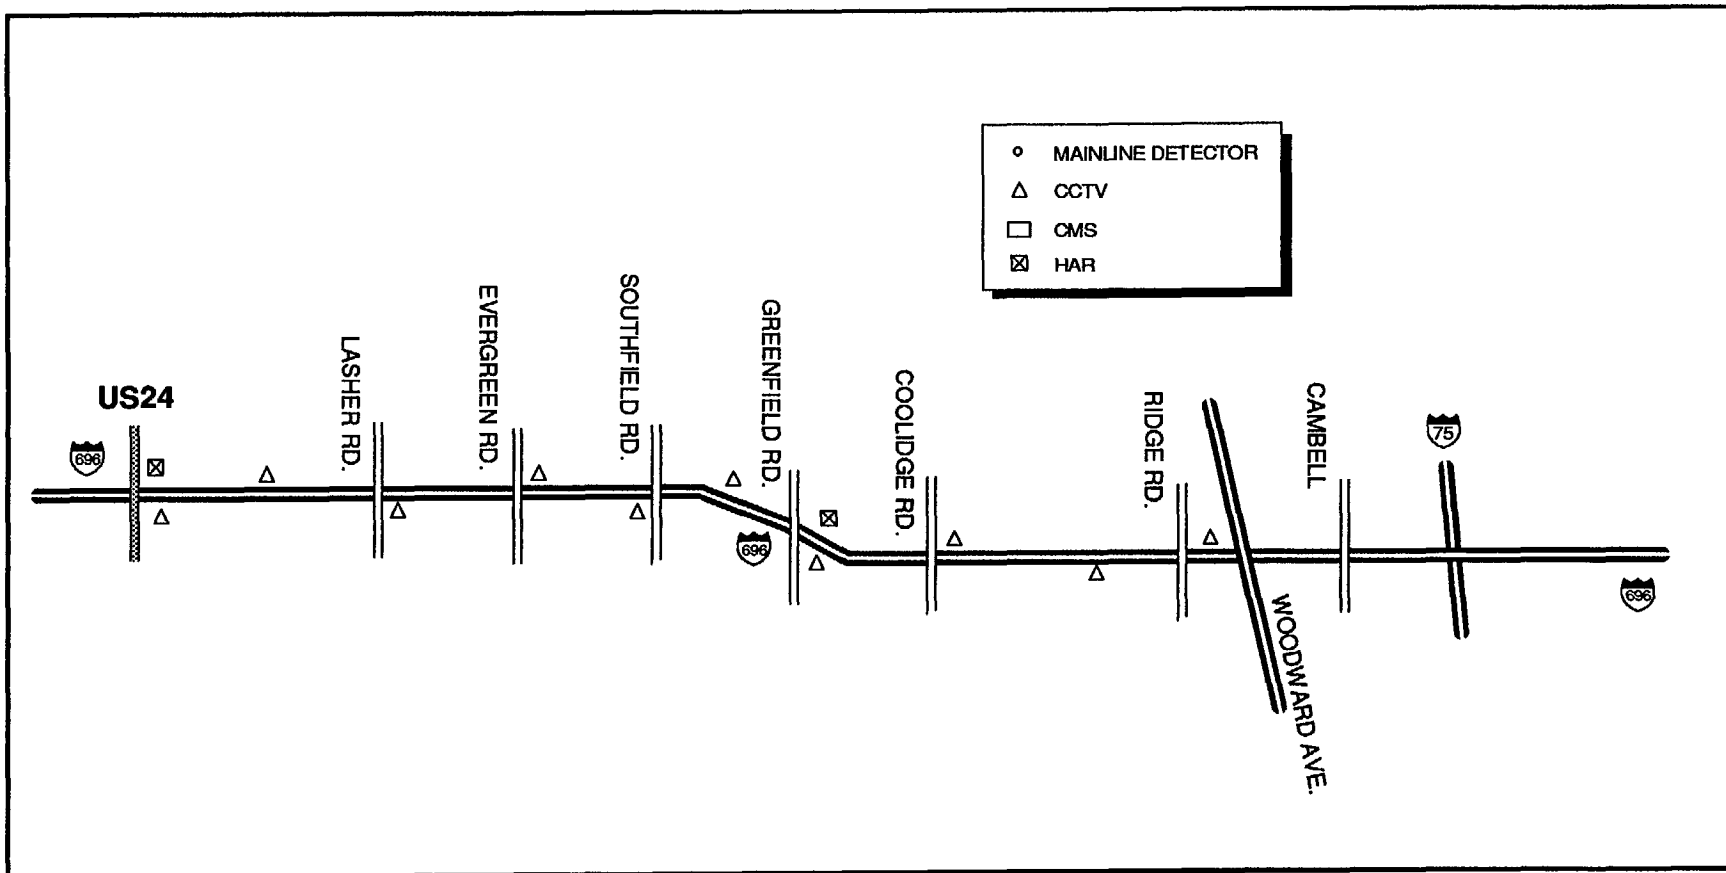 MAINLINE DETECTOR
CCTV
CMS
HAR
US24
696
LASHER RD.
EVERGREEN RD.
SOUTHFIELD RD.
GREENFIELD RD.
696
COOLIDGE RD.
RIDGE RD.
WOODWARD AVE.
CAMBELL
75
696